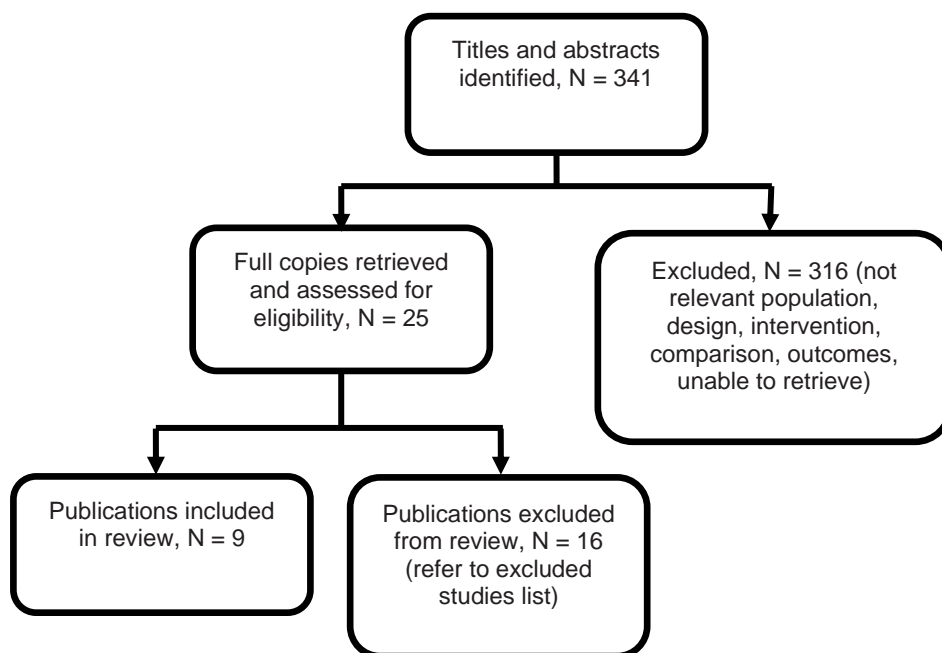 Titles and abstracts
identified, N = 341
Full copies retrieved
and assessed for
eligibility, N = 25
Excluded, N = 316 (not
relevant population,
design, intervention,
comparison, outcomes,
unable to retrieve)
Publications included
in review, N = 9
Publications excluded
from review, N = 16
(refer to excluded
studies list)